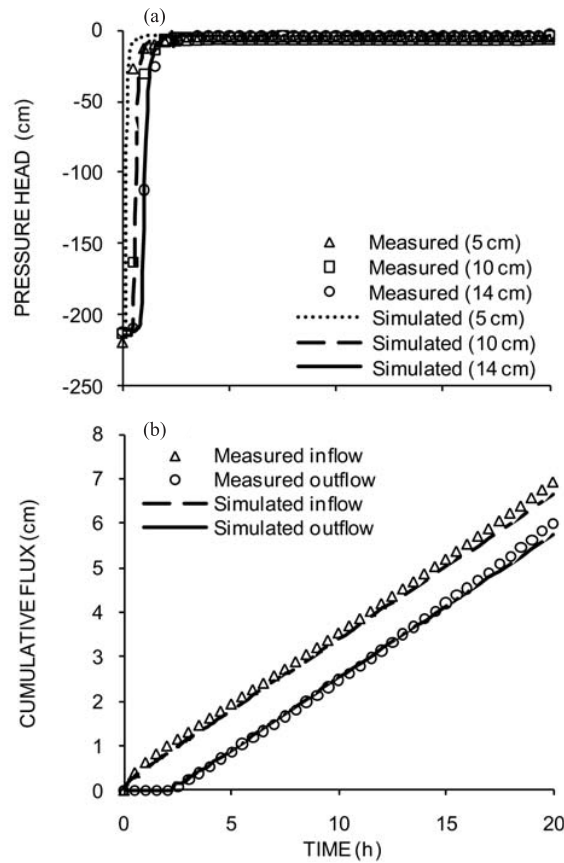 (a)
0
-50
-100
-150
-200
-250
PRESSURE HEAD (cm)
Measured (5 cm)
Measured (10 cm)
Measured (14 cm)
Simulated (5 cm)
Simulated (10 cm)
Simulated (14 cm)
(b)
8
7
6
5
4
3
2
1
0
CUMULATIVE FLUX (cm)
Measured inflow
Measured outflow
Simulated inflow
Simulated outflow
0 5 10 15 20
TIME (h)